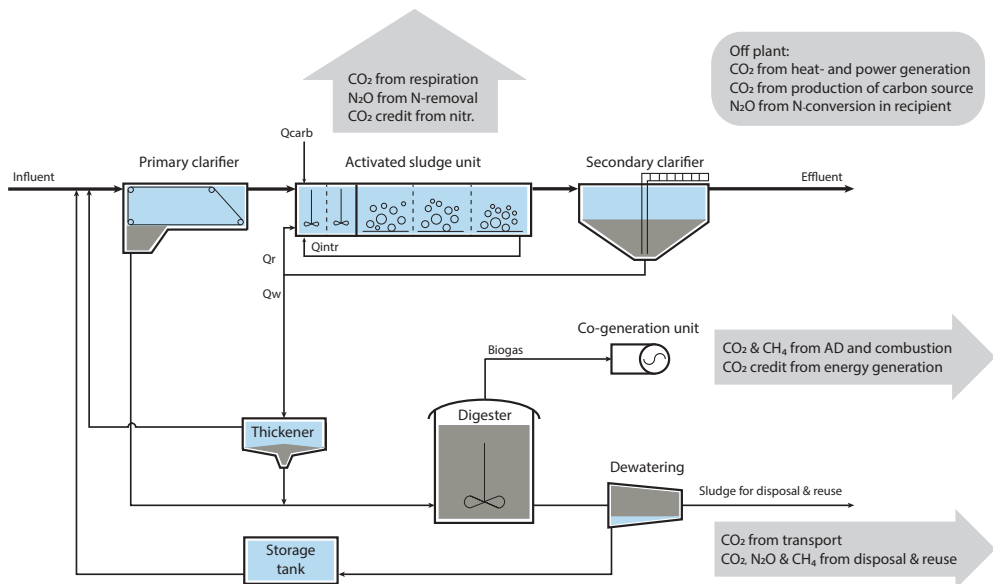 CO₂ from respiration
N₂O from N-removal
CO₂ credit from nitr.
Off plant:
CO₂ from heat- and power generation
CO₂ from production of carbon source
N₂O from N-conversion in recipient
Qcarb
Influent
Primary clarifier
Activated sludge unit
Secondary clarifier
Effluent
Qr
Qintr
Qw
Co-generation unit
Biogas
CO₂ & CH₄ from AD and combustion
CO₂ credit from energy generation
Thickener
Digester
Dewatering
Sludge for disposal & reuse
Storage
tank
CO₂ from transport
CO₂, N₂O & CH₄ from disposal & reuse